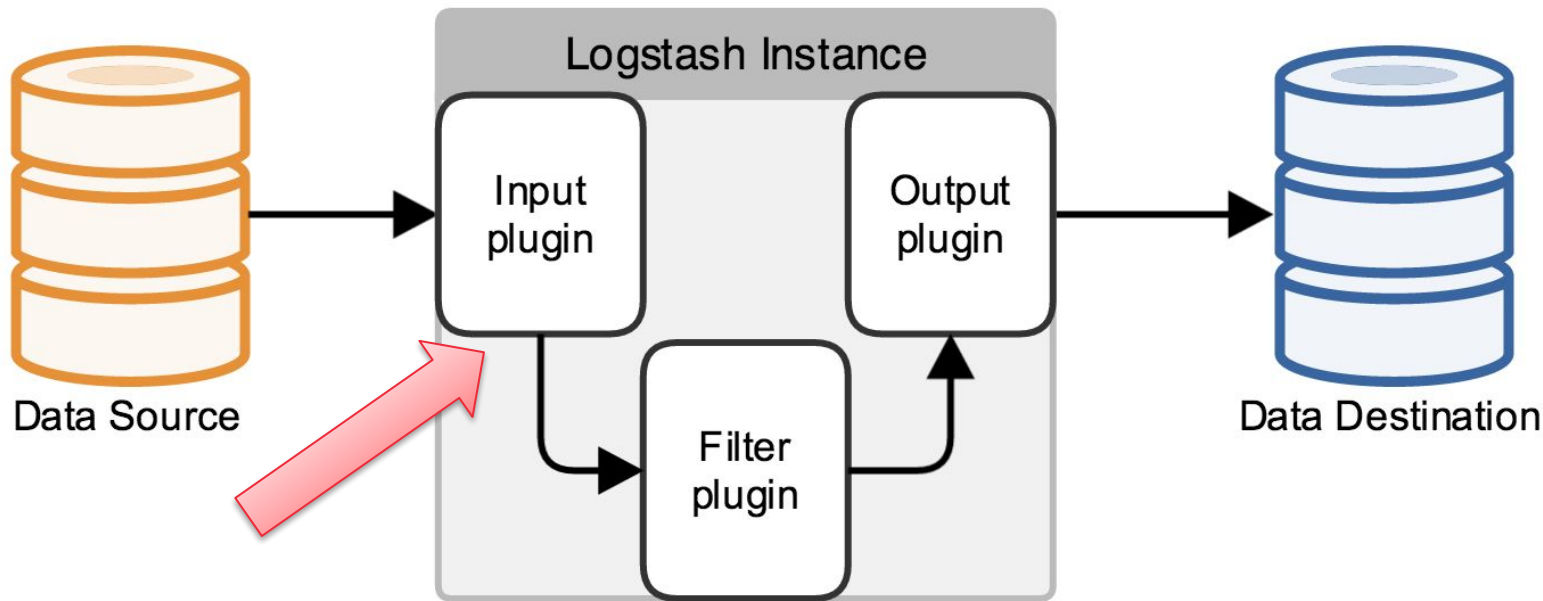 Logstash Instance
Input
plugin
Output
plugin
Data Source
Data Destination
Filter
plugin